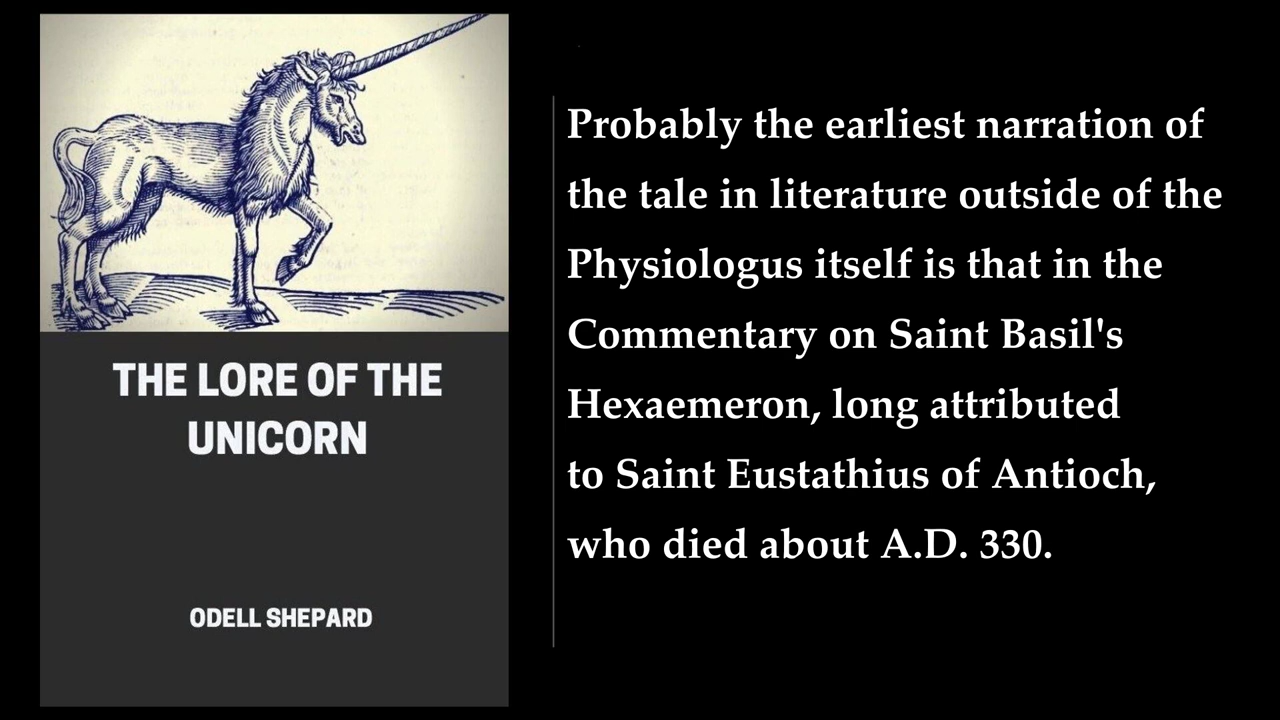 THE LORE OF THE
UNICORN
ODELL SHEPARD
Probably the earliest narration of
the tale in literature outside of the
Physiologus itself is that in the
Commentary on Saint Basil's
Hexaemeron, long attributed
to Saint Eustathius of Antioch,
who died about A.D. 330.